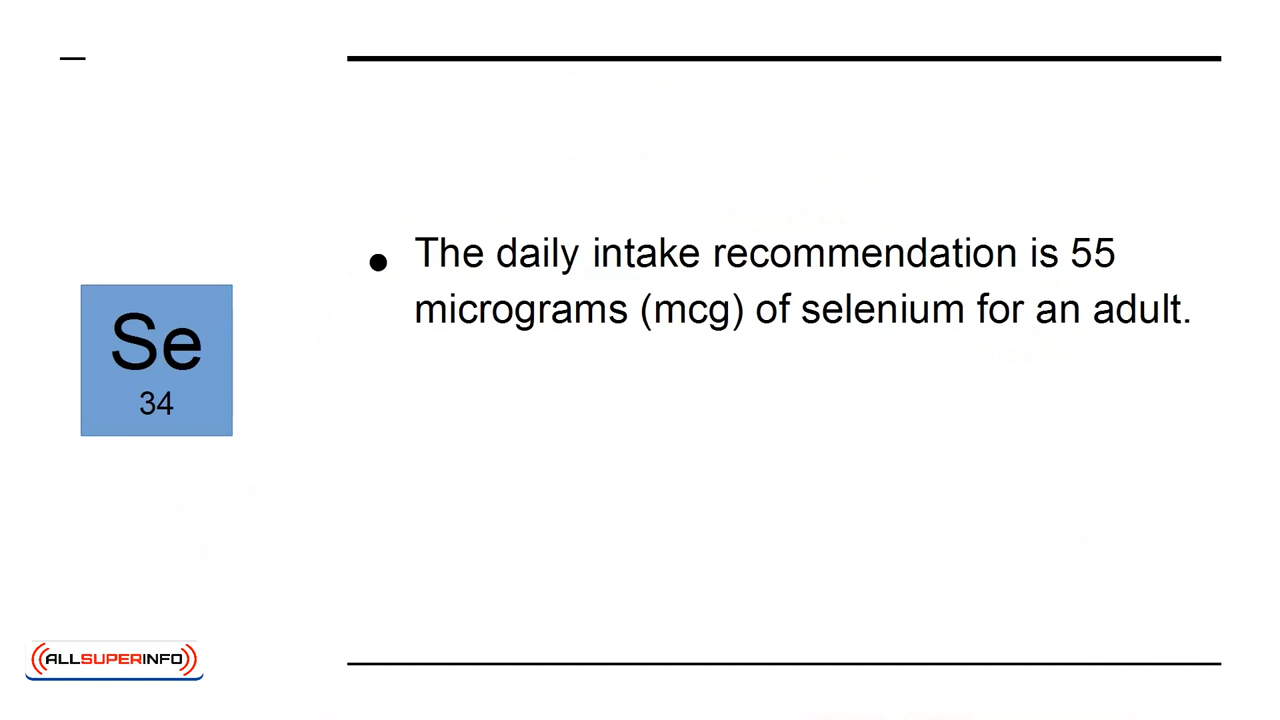 ● The daily intake recommendation is 55
micrograms (mcg) of selenium for an adult.
Se
34
ALLSUPERINFO